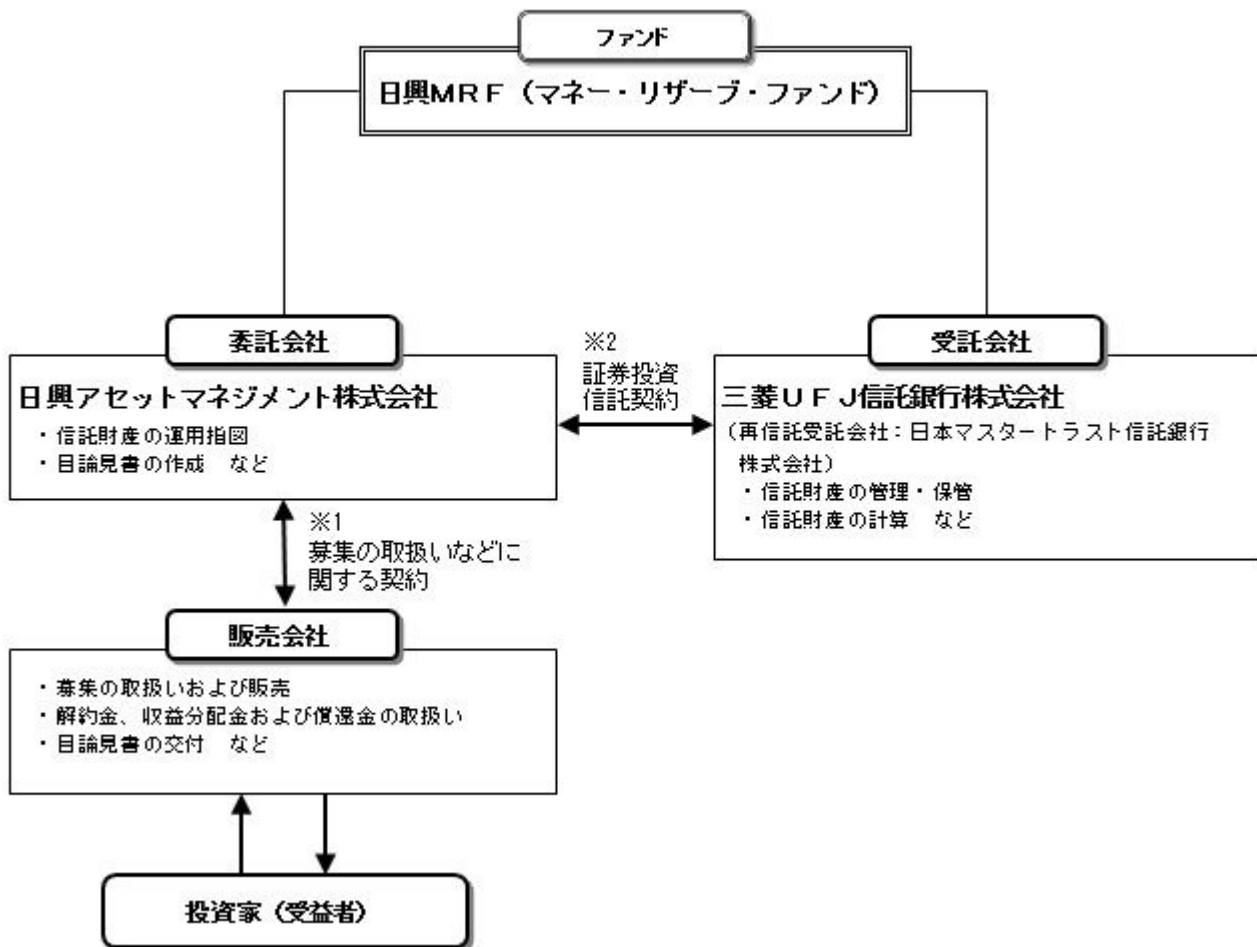 ファンド
日興MRF（マネー・リザーブ・ファンド）
委託会社
日興アセットマネジメント株式会社
・信託財産の運用指図
・目論見書の作成　など
※2
証券投資
信託契約
受託会社
三菱UFJ信託銀行株式会社
（再信託受託会社：日本マスタートラスト信託銀行
株式会社）
・信託財産の管理・保管
・信託財産の計算　など
※1
募集の取扱いなどに
関する契約
販売会社
・募集の取扱いおよび販売
・解約金、収益分配金および償還金の取扱い
・目論見書の交付　など
投資家（受益者）